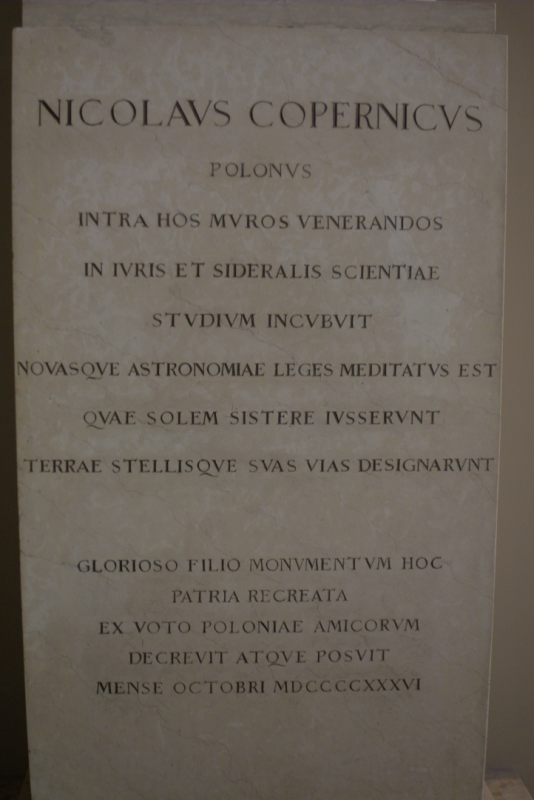 NICOLAVS COPERNICVS
POLONVS
INTRA HOS MVROS VENERANDOS
IN IVRIS ET SIDERALIS SCIENTIAE
STVDIVM INCVBVIT
NOVASQVE ASTRONOMIAE LEGES MEDITATVS EST
QVAE SOLEM SISTERE IVSSERVNT
TERRAE STELLISQVE SVAS VIAS DESIGNARVNT
GLORIOSO FILIO MONVMENTVM HOC
PATRIA RECREATA
EX VOTO POLONIAE AMICORVM
DECREVIT ATQVE POSVIT
MENSE OCTOBRI MDCCCCXXXVI